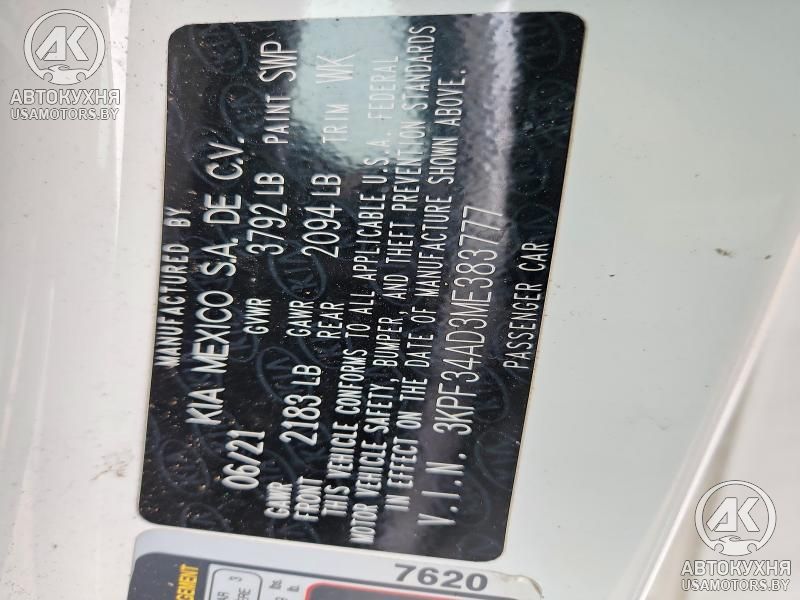 MANUFACTURED BY
KIA MEXICO S.A. DE C.V.
06/21 GVWR 3792 LB PAINT SWP
GAWR FRONT 2183 LB GAWR REAR 2094 LB TRIM WK
THIS VEHICLE CONFORMS TO ALL APPLICABLE U.S.A. FEDERAL
MOTOR VEHICLE SAFETY, BUMPER, AND THEFT PREVENTION STANDARDS
IN EFFECT ON THE DATE OF MANUFACTURE SHOWN ABOVE.
V.I.N. 3KPF34AD3ME383777
PASSENGER CAR
7620
AK
АВТОКУХНЯ
USAMOTORS.BY
AK
АВТОКУХНЯ
USAMOTORS.BY